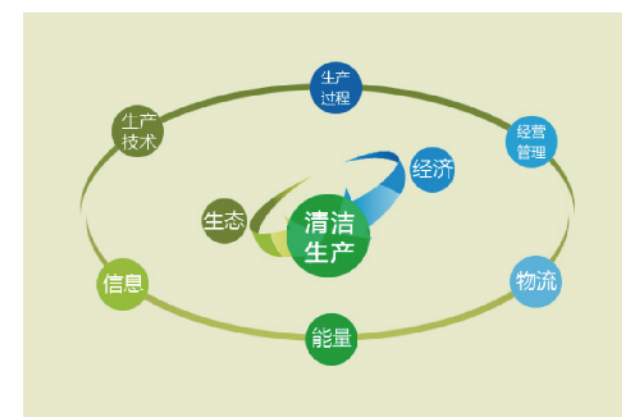 生产
过程
生产
技术
经营
管理
经济
生态
清洁
生产
信息
物流
能量